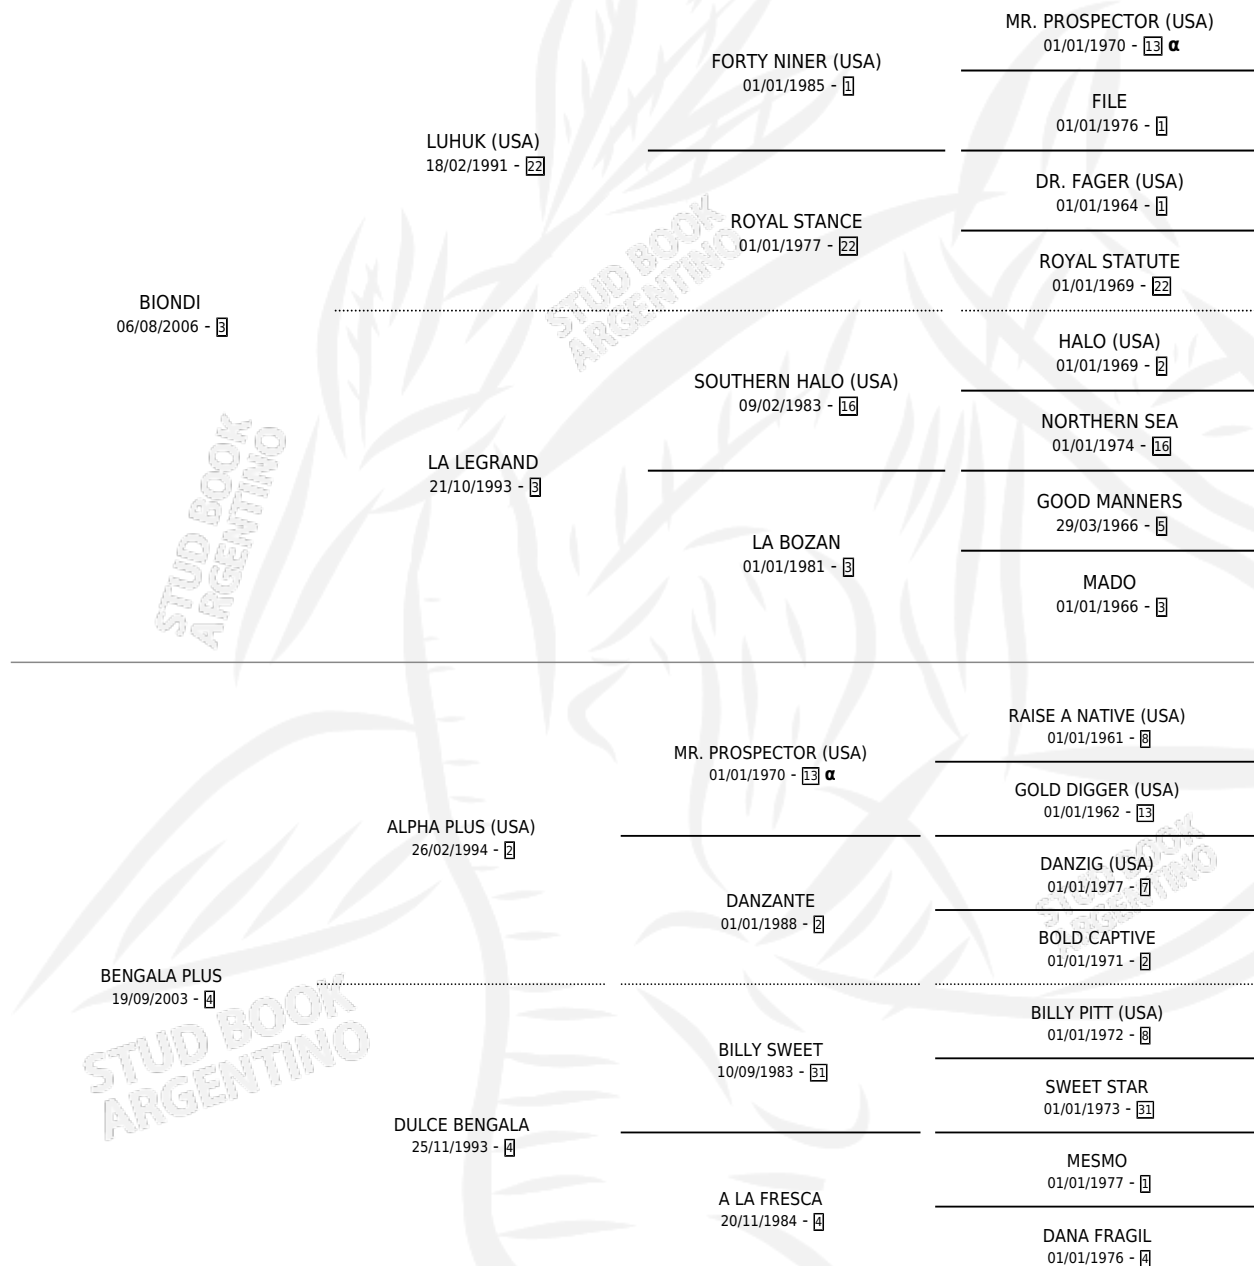 MR. PROSPECTOR (USA)
01/01/1970 - 13 α
FORTY NINER (USA)
01/01/1985 - 1
FILE
01/01/1976 - 1
LUHUK (USA)
18/02/1991 - 22
DR. FAGER (USA)
01/01/1964 - 1
ROYAL STANCE
01/01/1977 - 22
ROYAL STATUTE
01/01/1969 - 22
STUD BOOK
ARGENTINO
BIONDI
06/08/2006 - 3
HALO (USA)
01/01/1969 - 2
SOUTHERN HALO (USA)
09/02/1983 - 16
NORTHERN SEA
01/01/1974 - 16
LA LEGRAND
21/10/1993 - 3
STUD BOOK
ARGENTINO
GOOD MANNERS
29/03/1966 - 5
LA BOZAN
01/01/1981 - 3
MADO
01/01/1966 - 3
RAISE A NATIVE (USA)
01/01/1961 - 8
MR. PROSPECTOR (USA)
01/01/1970 - 13 α
GOLD DIGGER (USA)
01/01/1962 - 13
ALPHA PLUS (USA)
26/02/1994 - 2
STUD BOOK
ARGENTINO
DANZIG (USA)
01/01/1977 - 7
DANZANTE
01/01/1988 - 2
BOLD CAPTIVE
01/01/1971 - 2
BENGALA PLUS
19/09/2003 - 4
STUD BOOK
ARGENTINO
BILLY PITT (USA)
01/01/1972 - 8
BILLY SWEET
10/09/1983 - 31
SWEET STAR
01/01/1973 - 31
DULCE BENGALA
25/11/1993 - 4
MESMO
01/01/1977 - 1
A LA FRESCA
20/11/1984 - 4
DANA FRAGIL
01/01/1976 - 4